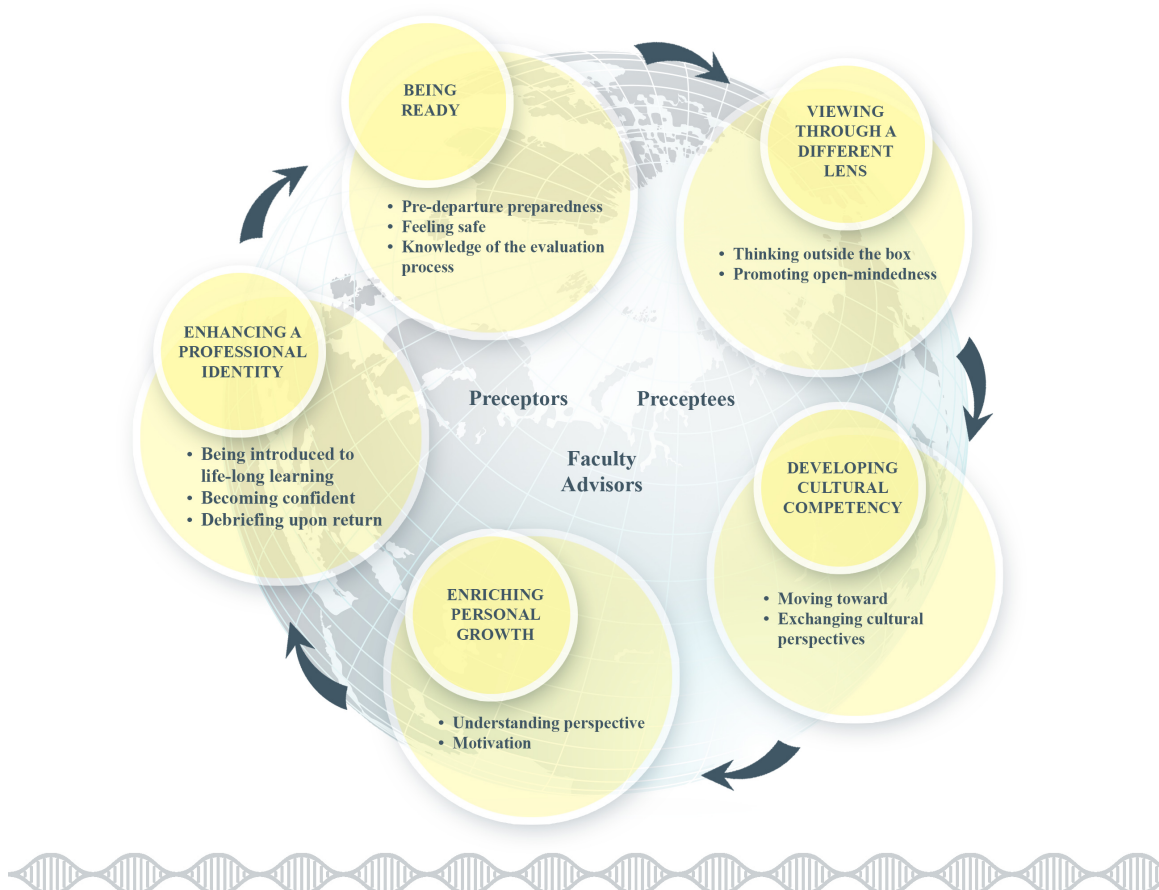 BEING
READY
• Pre-departure preparedness
• Feeling safe
• Knowledge of the evaluation
process
VIEWING
THROUGH A
DIFFERENT
LENS
• Thinking outside the box
• Promoting open-mindedness
DEVELOPING
CULTURAL
COMPETENCY
• Moving toward
• Exchanging cultural
perspectives
ENRICHING
PERSONAL
GROWTH
• Understanding perspective
• Motivation
ENHANCING A
PROFESSIONAL
IDENTITY
• Being introduced to
life-long learning
• Becoming confident
• Debriefing upon return
Preceptors
Preceptees
Faculty
Advisors